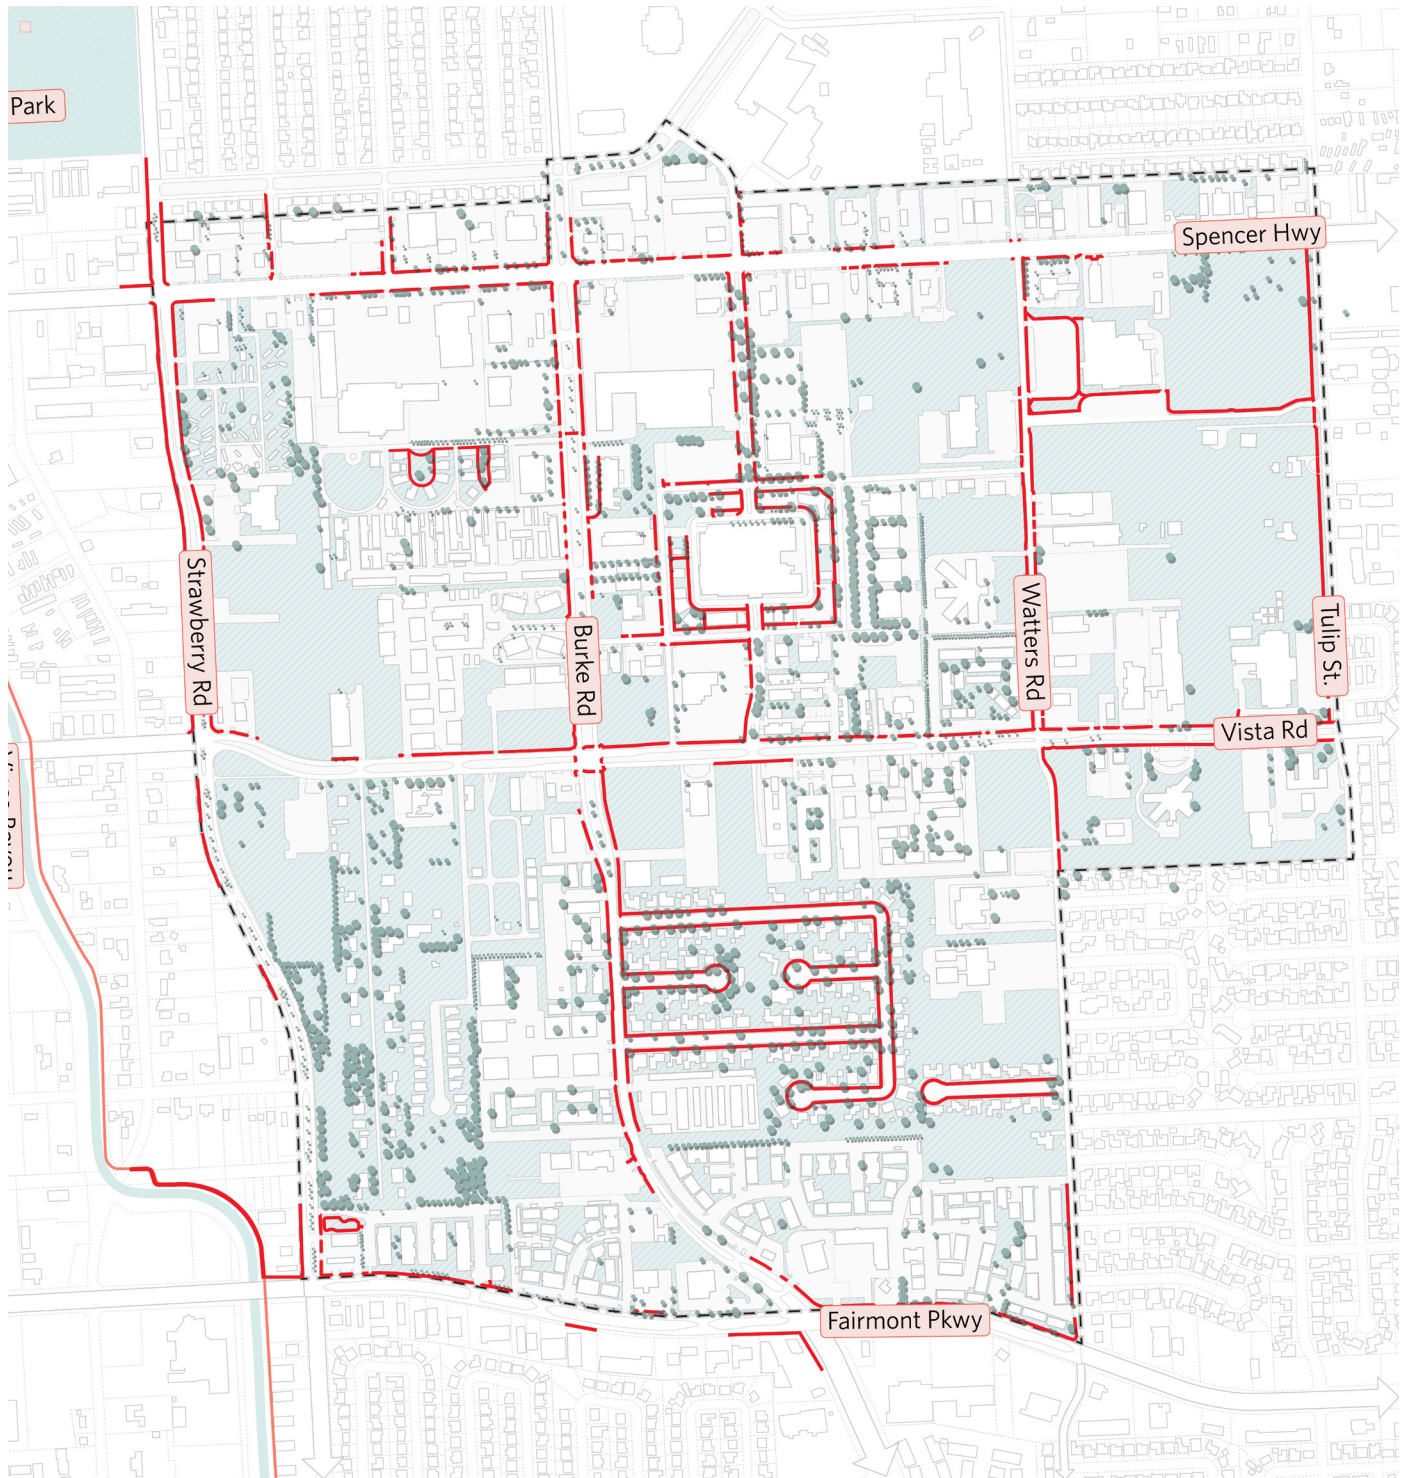 Park
Spencer Hwy
Strawberry Rd
Burke Rd
Watters Rd
Tulip St.
Vista Rd
Fairmont Pkwy